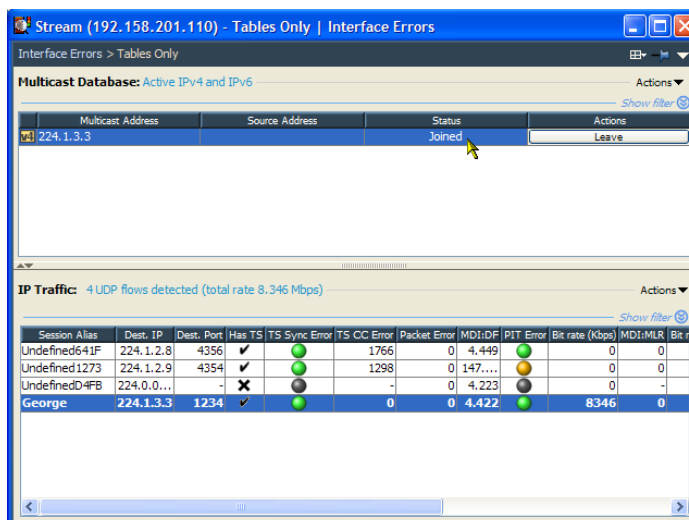 Stream (192.158.201.110) - Tables Only | Interface Errors
Interface Errors > Tables Only
Multicast Database: Active IPv4 and IPv6 Actions
Show filter
Multicast Address Source Address Status Actions
v4 224.1.3.3 Joined Leave
IP Traffic: 4 UDP flows detected (total rate 8.346 Mbps) Actions
Show filter
Session Alias Dest. IP Dest. Port Has TS TS Sync Error TS CC Error Packet Error MDI:DF PIT Error Bit rate (Kbps) MDI:MLR Bit r
Undefined641F 224.1.2.8 4356 ✔ 1766 0 4.449 0 0
Undefined1273 224.1.2.9 4354 ✔ 1298 0 147.... 0 0
UndefinedD4FB 224.0.0... - ✖ - 0 4.223 0 -
George 224.1.3.3 1234 ✔ 0 0 4.422 8346 0